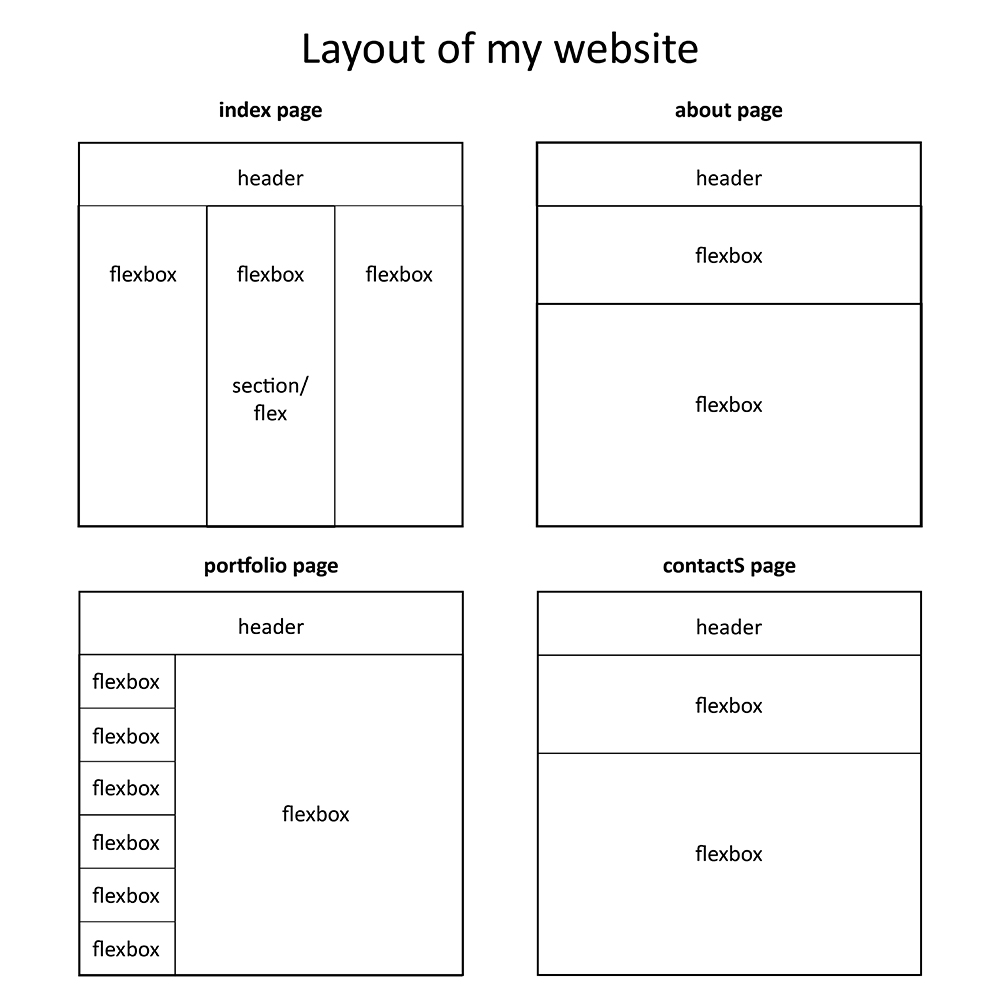 Layout of my website
index page
header
flexbox
flexbox
flexbox
section/
flex
about page
header
flexbox
flexbox
portfolio page
header
flexbox
flexbox
flexbox
flexbox
flexbox
flexbox
flexbox
contactS page
header
flexbox
flexbox